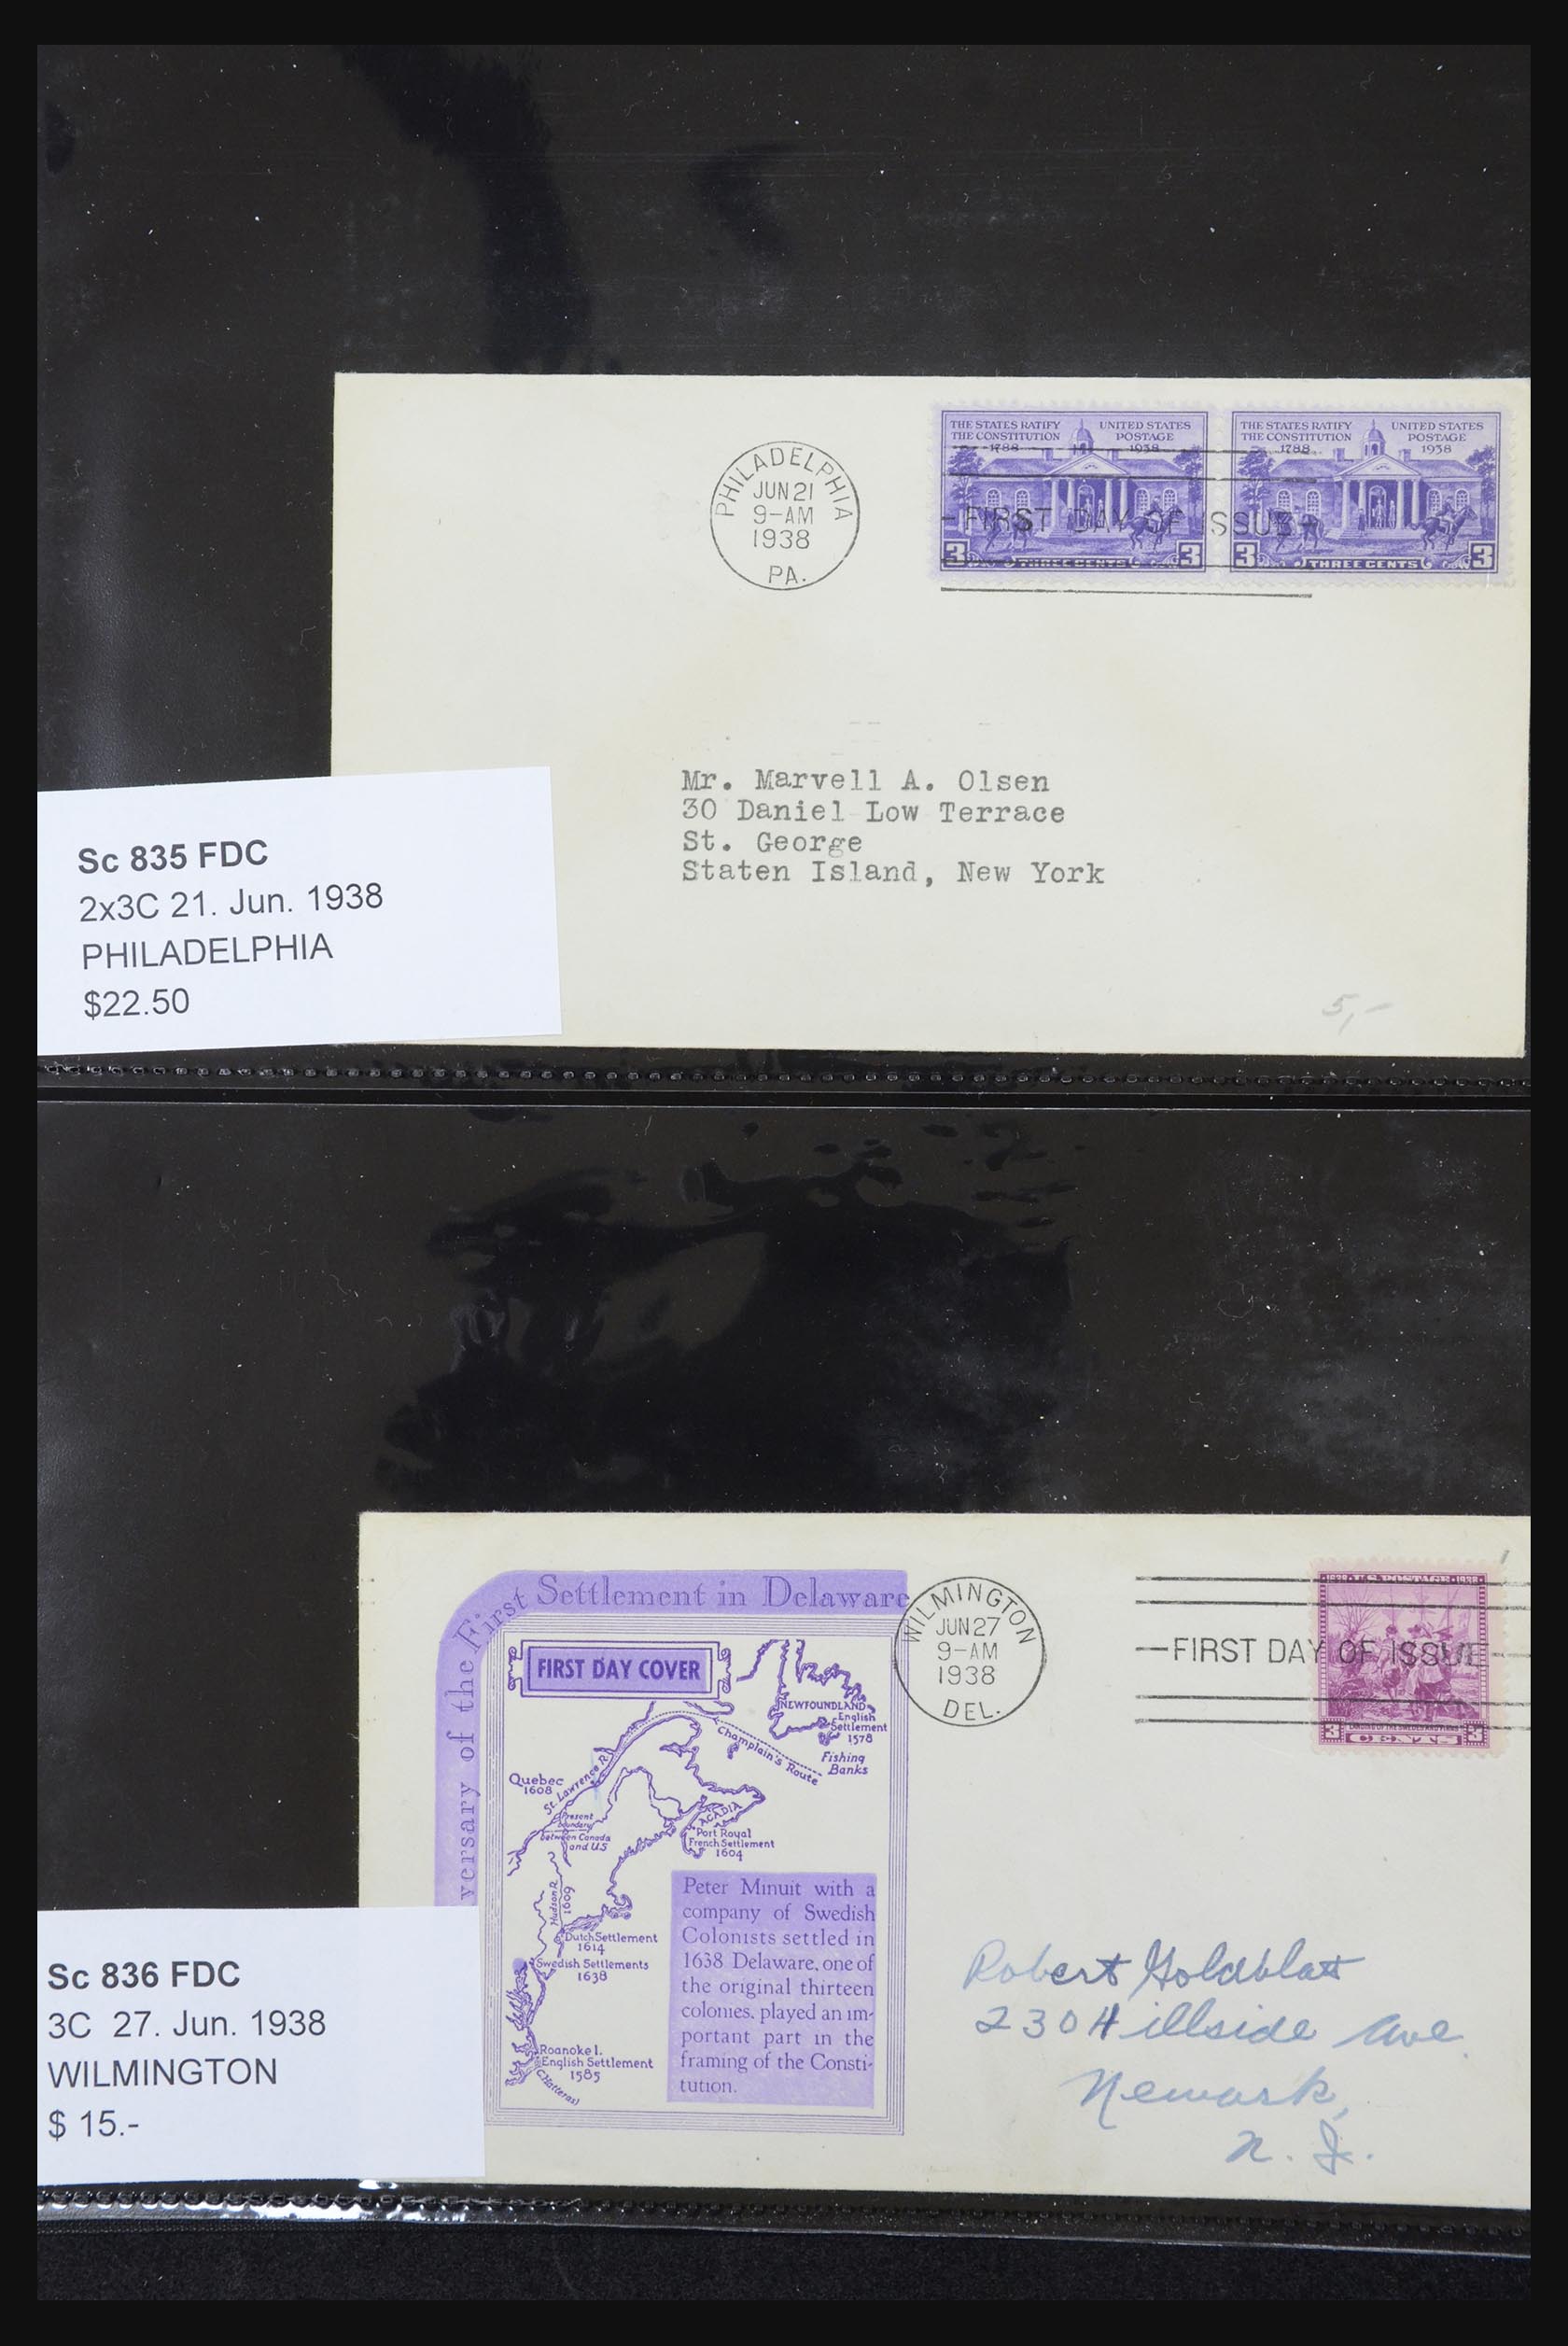 THE STATES RATIFY THE CONSTITUTION 1788
UNITED STATES POSTAGE 1938
THE STATES RATIFY THE CONSTITUTION 1788
UNITED STATES POSTAGE 1938
3 THREE CENTS 3
3 THREE CENTS 3
PHILADELPHIA
JUN 21
9-AM
1938
PA.
FIRST DAY OF ISSUE
Mr. Marvell A. Olsen
30 Daniel Low Terrace
St. George
Staten Island, New York
5,-
Sc 835 FDC
2x3C 21. Jun. 1938
PHILADELPHIA
$22.50
versary of the First Settlement in Delaware
FIRST DAY COVER
NEWFOUNDLAND
English
Settlement
1578
Champlain's Route
Fishing
Banks
Quebec
1608
St. Lawrence R.
Present
boundary
between Canada
and US
ACADIA
Port Royal
French Settlement
1604
Hudson R.
1609
Dutch Settlement
1614
Swedish Settlements
1638
Roanoke I.
English Settlement
1585
(Hatteras)
Peter Minuit with a
company of Swedish
Colonists settled in
1638 Delaware, one of
the original thirteen
colonies, played an im-
portant part in the
framing of the Consti-
tution.
WILMINGTON
JUN 27
9-AM
1938
DEL.
FIRST DAY OF ISSUE
1638 U.S. POSTAGE 1938
3 CENTS 3
Robert Goldblatt
230 Hillside Ave.
Newark,
N. J.
Sc 836 FDC
3C 27. Jun. 1938
WILMINGTON
$ 15.-